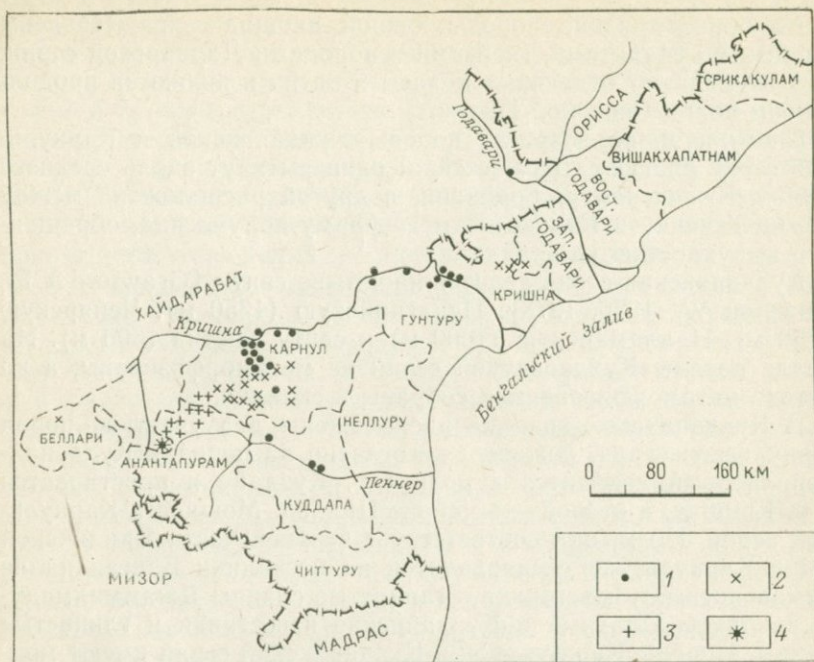 СРИКАКУЛАМ
ОРИССА
ВИШАКХАПАТНАМ
Годавари
ВОСТ.
ГОДАВАРИ
ЗАП.
ГОДАВАРИ
ХАЙДАРАБАТ
КРИШНА
ГУНТУРУ
Кришна
КАРНУЛ
Бенгальский залив
НЕЛЛУРУ
БЕЛЛАРИ
АНАНТАПУРАМ
Пеннер
КУДДАПА
0 80 160 КМ
МИЗОР
ЧИТТУРУ
МАДРАС
1
2
3
4